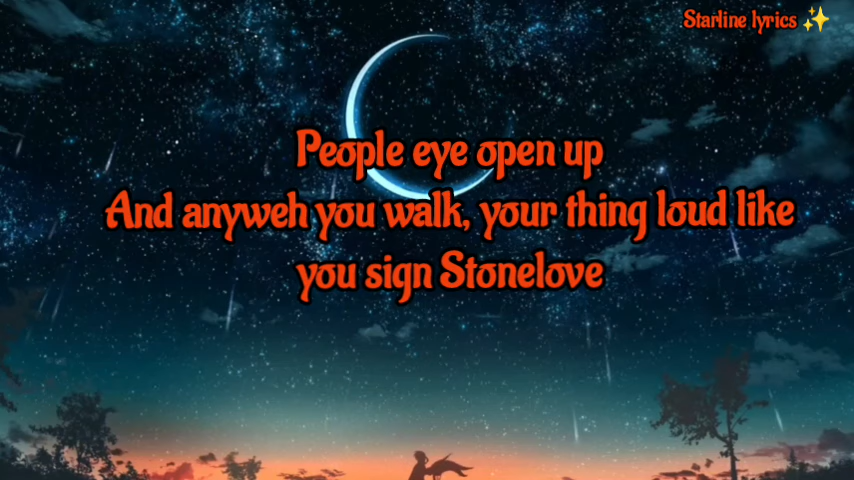 Starline lyrics ✨
People eye open up
And anyweh you walk, your thing loud like
you sign Stonelove